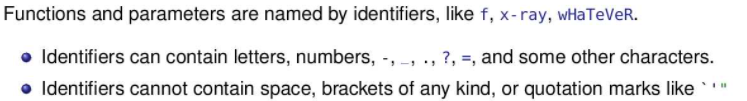 Functions and parameters are named by identifiers, like f, x-ray, wHaTeVeR.
• Identifiers can contain letters, numbers, -, _, ., ?, =, and some other characters.
• Identifiers cannot contain space, brackets of any kind, or quotation marks like `'"